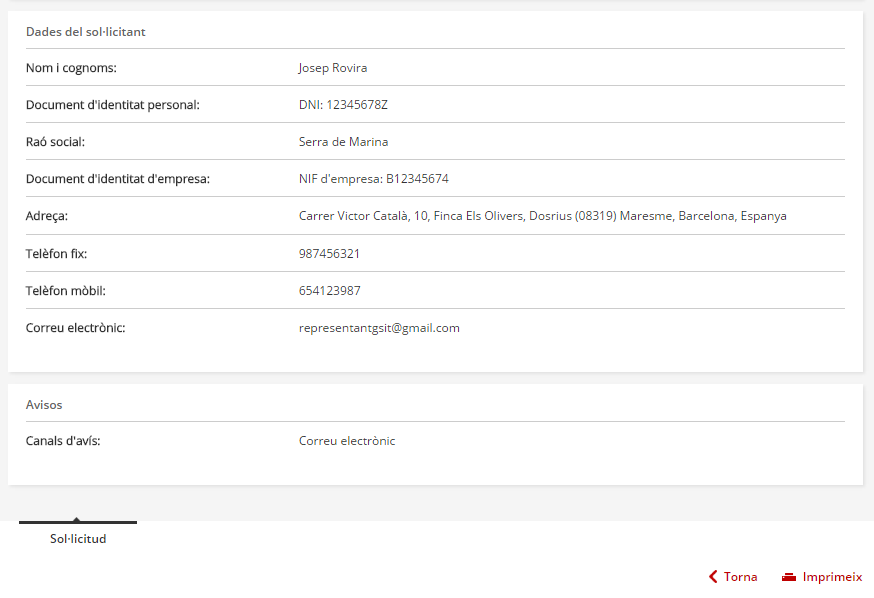 Dades del sol·licitant
Nom i cognoms: Josep Rovira
Document d'identitat personal: DNI: 12345678Z
Raó social: Serra de Marina
Document d'identitat d'empresa: NIF d'empresa: B12345674
Adreça: Carrer Victor Català, 10, Finca Els Olivers, Dosrius (08319) Maresme, Barcelona, Espanya
Telèfon fix: 987456321
Telèfon mòbil: 654123987
Correu electrònic: representantgsit@gmail.com
Avisos
Canals d'avís: Correu electrònic
Sol·licitud
Torna Imprimeix